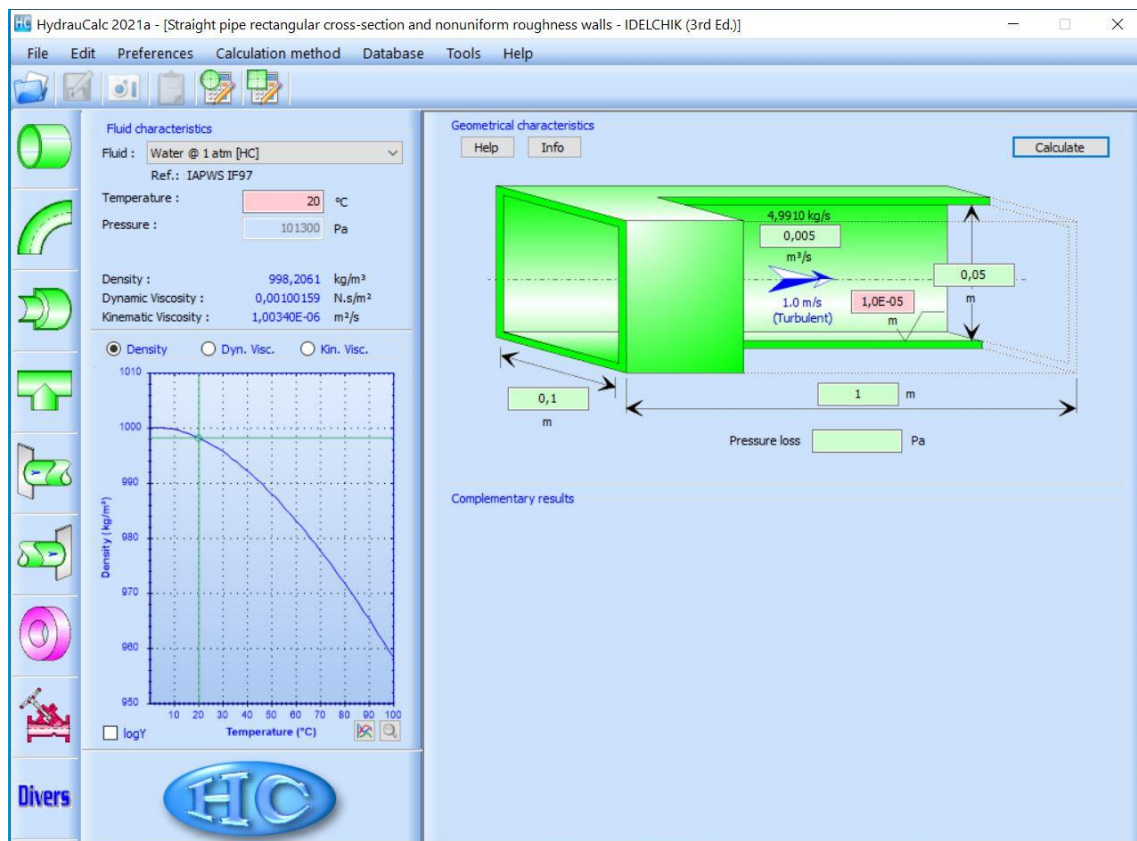 HC HydrauCalc 2021a - [Straight pipe rectangular cross-section and nonuniform roughness walls - IDELCHIK (3rd Ed.)]
File Edit Preferences Calculation method Database Tools Help
Fluid characteristics
Fluid : Water @ 1 atm [HC]
Ref.: IAPWS IF97
Temperature : 20 ºC
Pressure : 101300 Pa
Density : 998,2061 kg/m³
Dynamic Viscosity : 0,00100159 N.s/m²
Kinematic Viscosity : 1,00340E-06 m²/s
Density Dyn. Visc. Kin. Visc.
1010
1000
990
980
970
960
950
Density (kg/m³)
10 20 30 40 50 60 70 80 90 100
logY Temperature (°C)
Divers
HC
Geometrical characteristics
Help Info Calculate
4,9910 kg/s
0,005
m³/s
0,05
m
1.0 m/s
(Turbulent)
1,0E-05
m
0,1
m
1 m
Pressure loss Pa
Complementary results